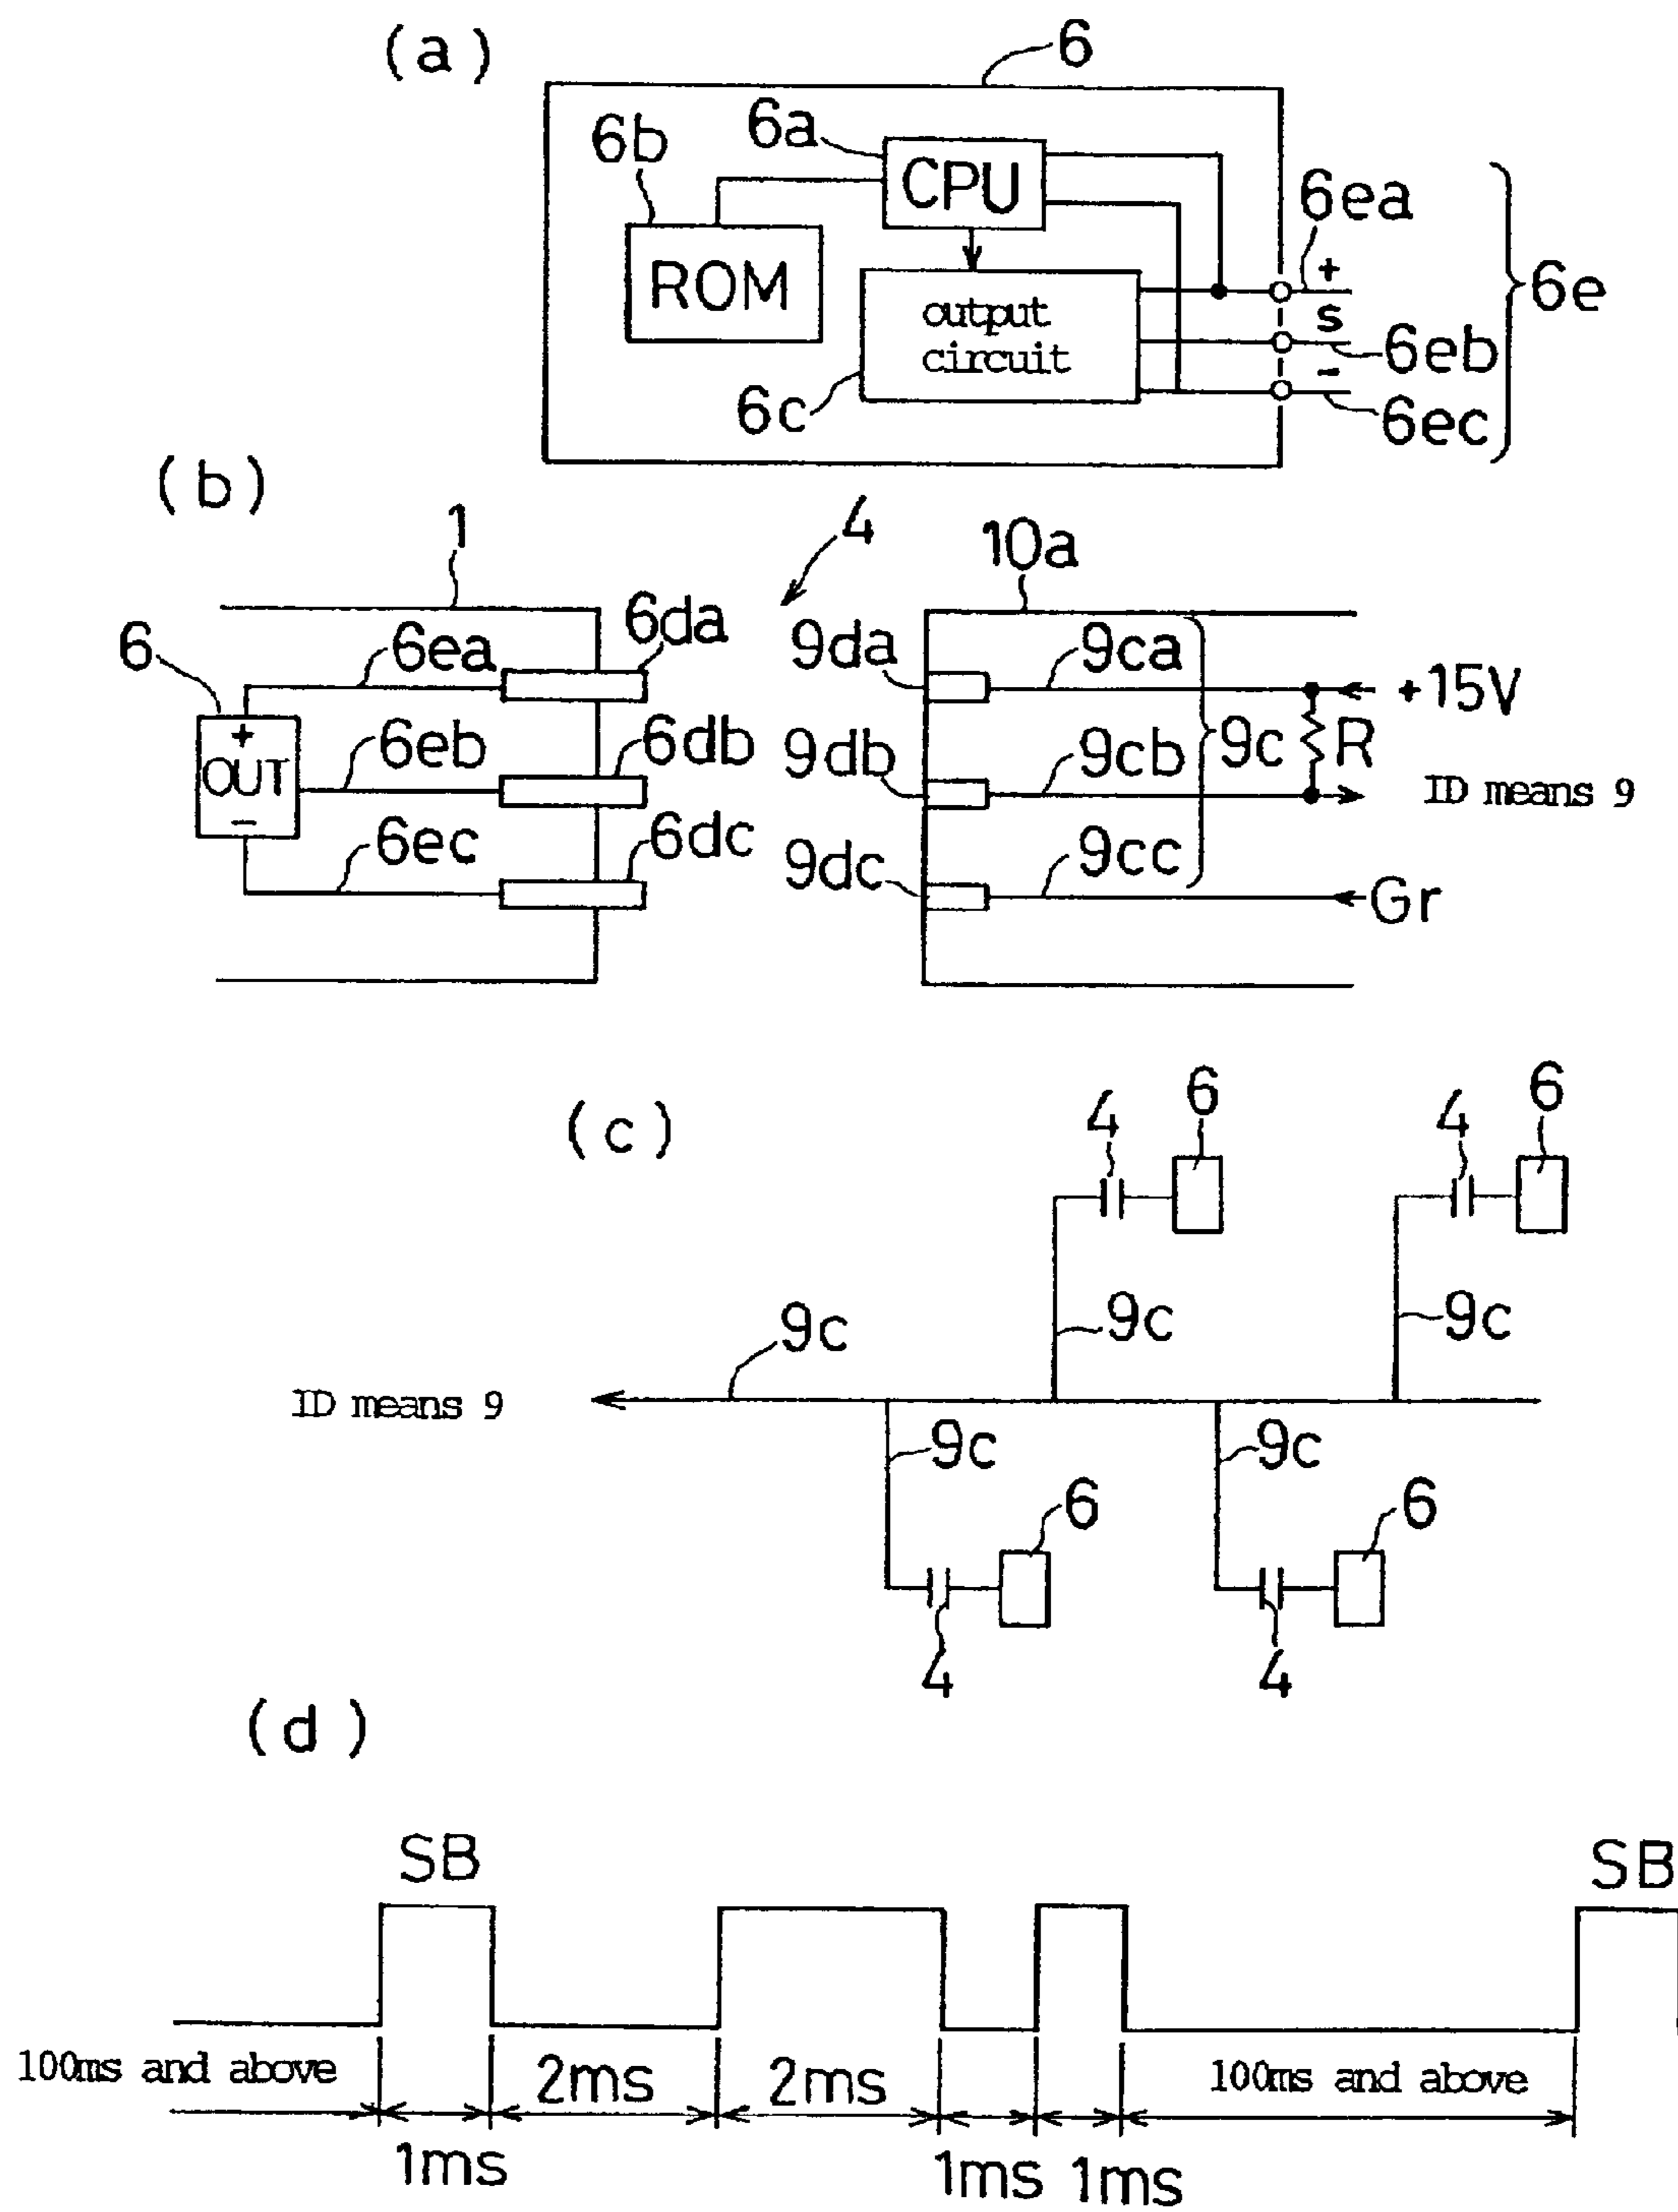 (a)
6
6b
6a
CPU
ROM
output
circuit
6c
6ea
+
S
6eb
-
6ec
6e
(b)
1
4
10a
6
6ea
6da
9da
9ca
+15V
+
OUT
-
6eb
6db
9db
9cb
9c
R
ID means 9
6ec
6dc
9dc
9cc
Gr
(c)
4
6
4
6
9c
9c
9c
ID means 9
9c
9c
6
6
4
4
(d)
SB
SB
100ms and above
2ms
2ms
100ms and above
1ms
1ms
1ms